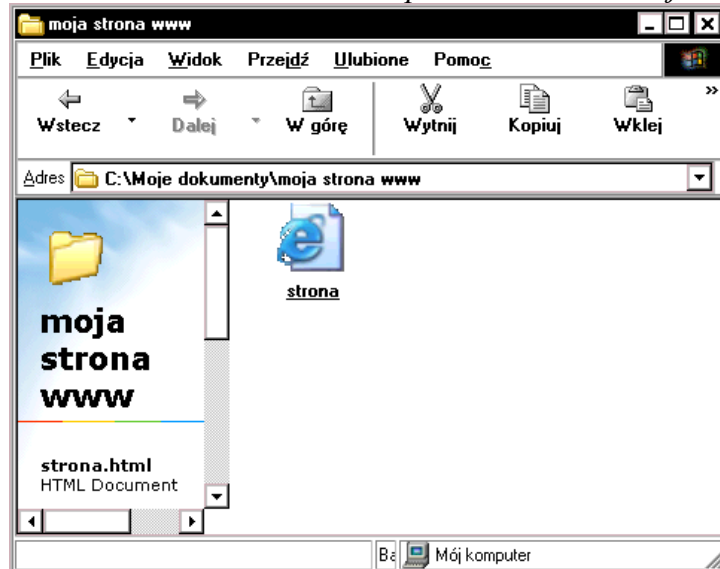 moja strona www
Plik Edycja Widok Przejdź Ulubione Pomoc
Wstecz Dalej W górę Wytnij Kopiuj Wklej »
Adres C:\Moje dokumenty\moja strona www
strona
moja
strona
www
strona.html
HTML Document
Mój komputer